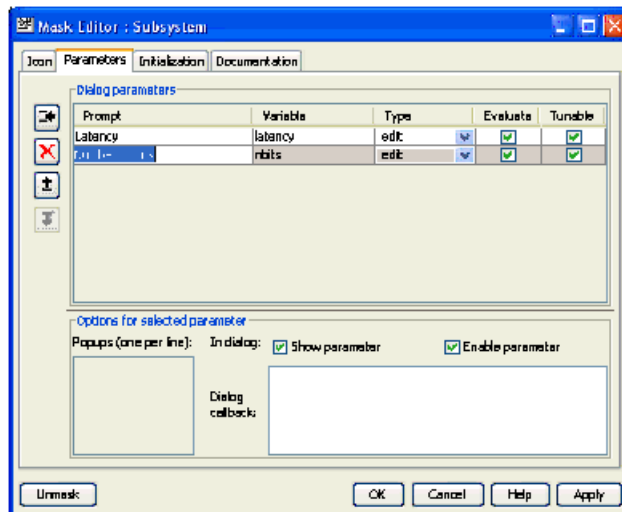 Mask Editor : Subsystem
Icon Parameters Initialization Documentation
Dialog parameters
Prompt Variable Type Evaluate Tunable
Latency latency edit
nbits edit
Options for selected parameter
Popups (one per line): In dialog: Show parameter Enable parameter
Dialog
callback:
Unmask OK Cancel Help Apply